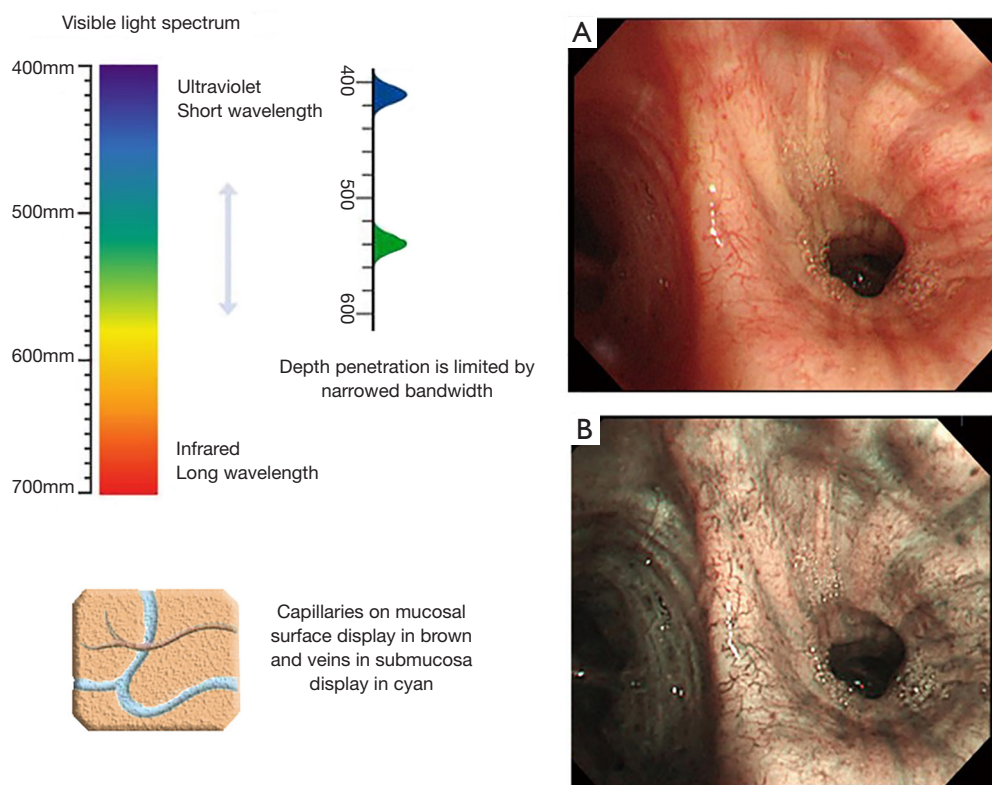 Visible light spectrum
400mm
500mm
600mm
700mm
Ultraviolet
Short wavelength
Infrared
Long wavelength
400
500
600
Depth penetration is limited by
narrowed bandwidth
Capillaries on mucosal
surface display in brown
and veins in submucosa
display in cyan
A
B